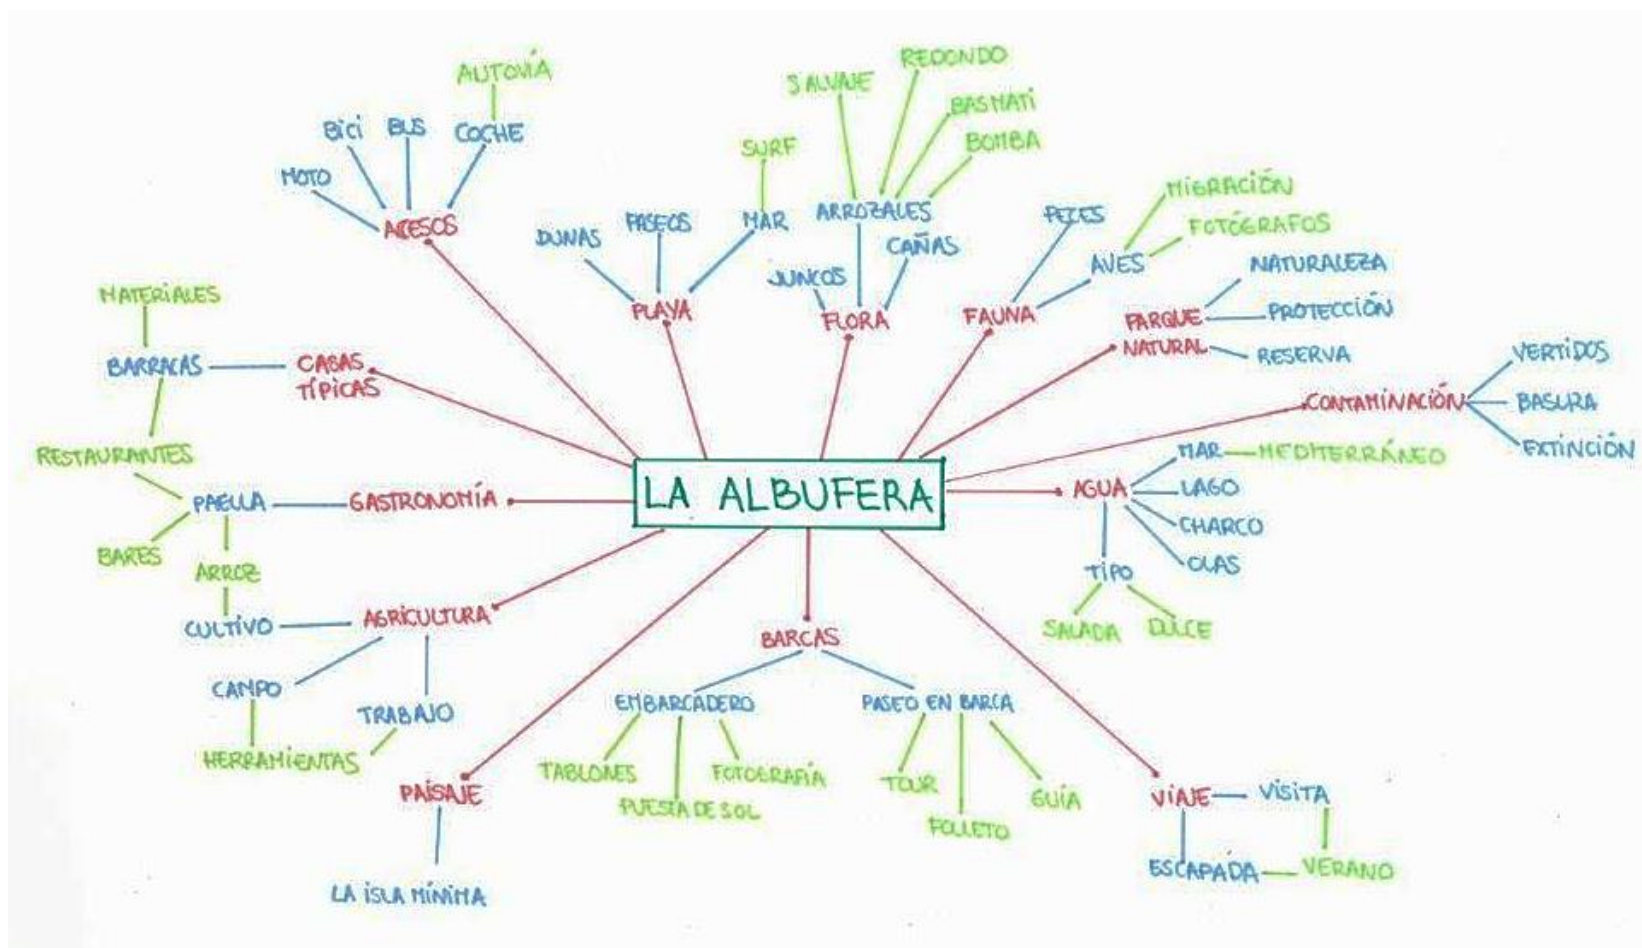 AUTOVÍA
BiCi
BUS
COCHE
MOTO
ACESOS
SURF
DUNAS
PASEOS
MAR
PLAYA
SALVAJE
REDONDO
BASMATi
BOMBA
ARROZALES
CAÑAS
JUNCOS
FLORA
PECES
MiGRACiÓN
FOTÓGRAFOS
AVES
FAUNA
NATURALEZA
PARQUE
NATURAL
PROTECCIÓN
RESERVA
VERTiDOS
CONTAMiNACiÓN
BASURA
EXTiNCiÓN
MATERiALES
BARRACAS
CASAS
TÍPiCAS
RESTAURANTES
PAELLA
GASTRONOMÍA
BARES
ARROZ
LA ALBUFERA
MAR
MEDITERRÁNEO
AGUA
LAGO
CHARCO
OLAS
TiPO
SALADA
DULCE
CULTiVO
AGRiCULTURA
CAMPO
TRABAJO
HERRAMiENTAS
BARCAS
EMBARCADERO
PASEO EN BARCA
TABLONES
PUESTA DE SOL
FOTOGRAFÍA
TOUR
FOLLETO
GUÍA
PAiSAJE
LA iSLA MÍNiMA
ViAJE
ViSiTA
ESCAPADA
VERANO